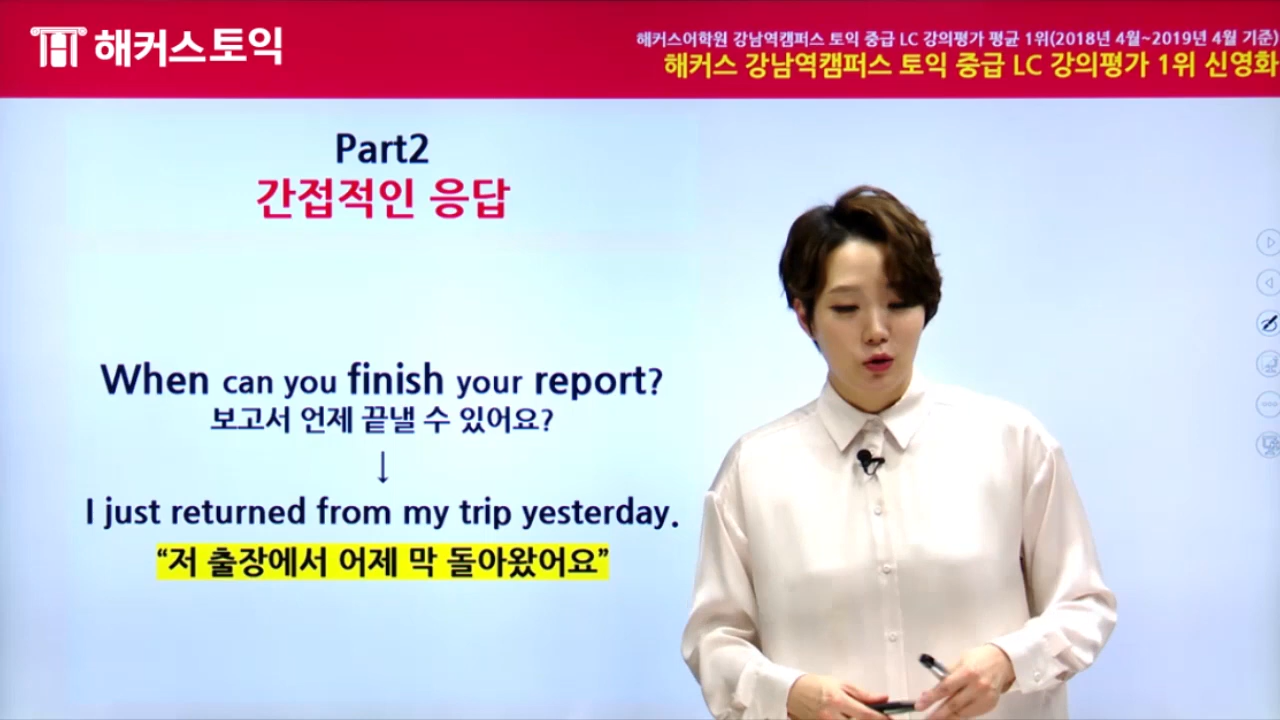 해커스토익
해커스어학원 강남역캠퍼스 토익 중급 LC 강의평가 평균 1위(2018년 4월~2019년 4월 기준)
해커스 강남역캠퍼스 토익 중급 LC 강의평가 1위 신영화
Part2
간접적인 응답
When can you finish your report?
보고서 언제 끝낼 수 있어요?
↓
I just returned from my trip yesterday.
“저 출장에서 어제 막 돌아왔어요”